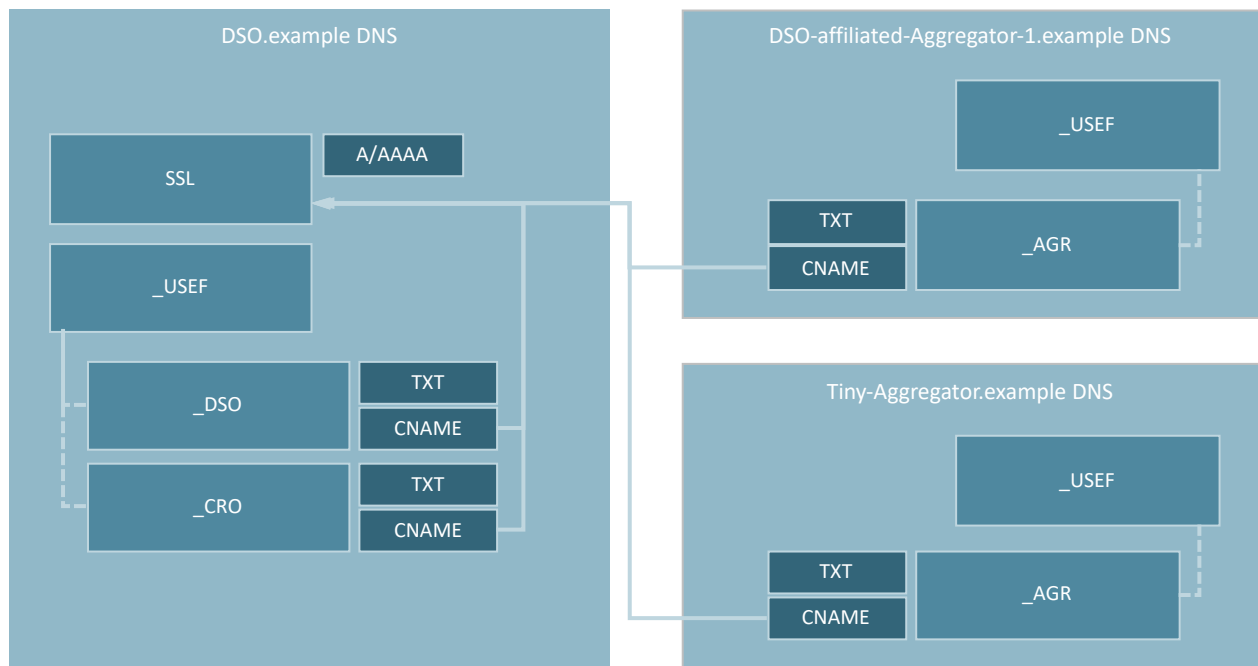 DSO.example DNS
SSL
A/AAAA
_USEF
_DSO
TXT
CNAME
_CRO
TXT
CNAME
DSO-affiliated-Aggregator-1.example DNS
_USEF
TXT
CNAME
_AGR
Tiny-Aggregator.example DNS
_USEF
TXT
CNAME
_AGR